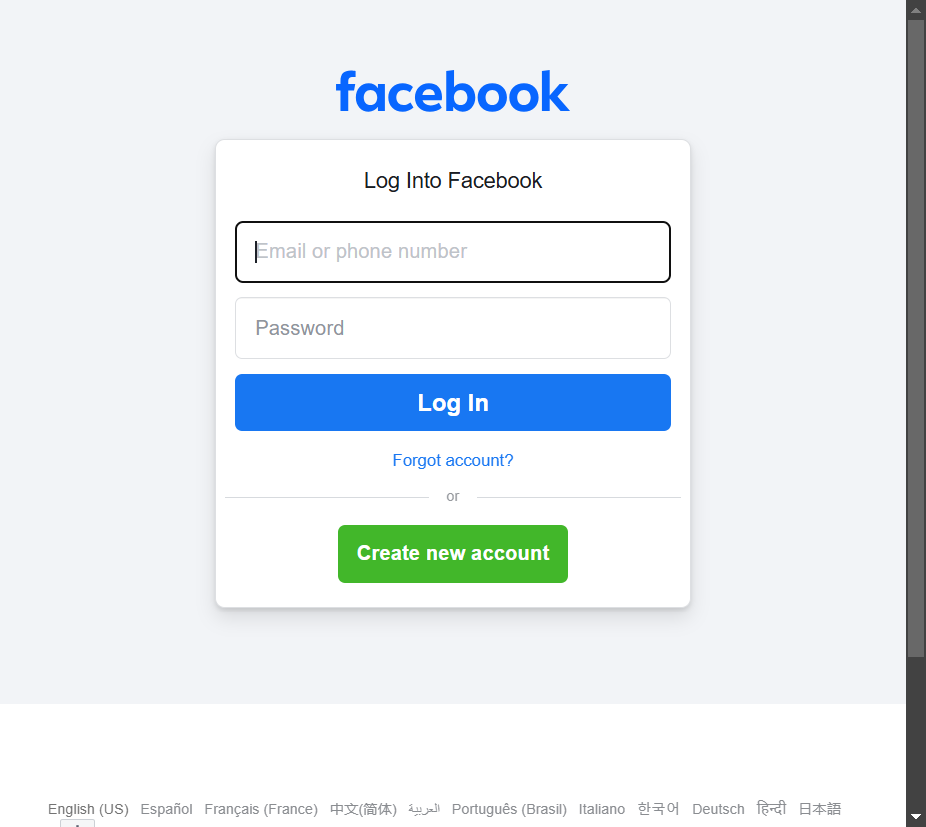 facebook
Log Into Facebook
Email or phone number
Password
Log In
Forgot account?
or
Create new account
English (US) Español Français (France) 中文(简体) العربية Português (Brasil) Italiano 한국어 Deutsch हिन्दी 日本語